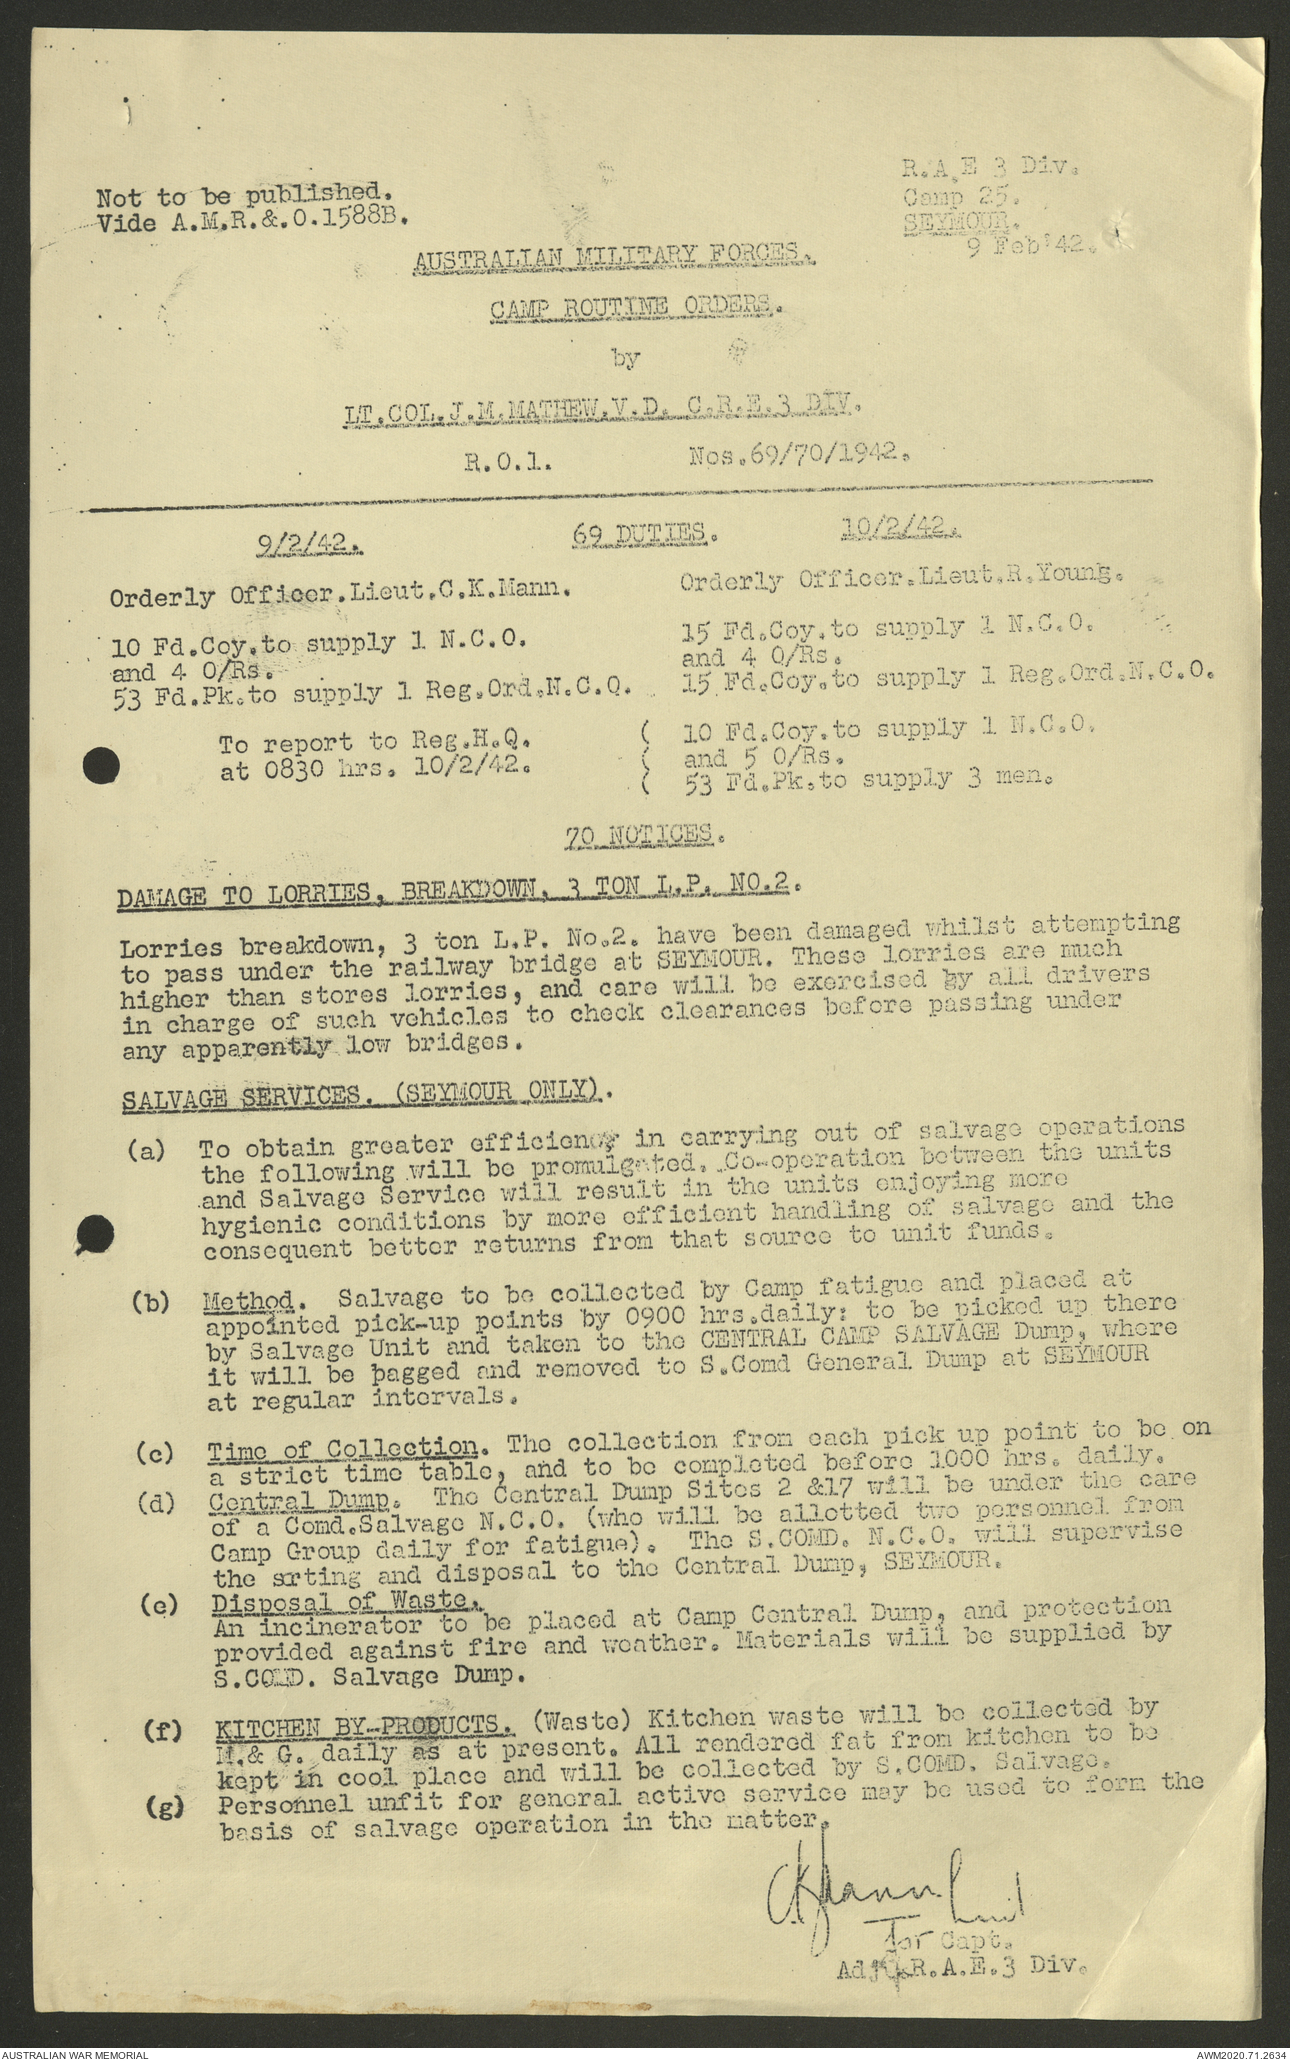 Not to be published.
Vide A.M.R.&.O.1588B.
R.A.E 3 Div.
Camp 25.
SEYMOUR.
9 Feb'42.
AUSTRALIAN MILITARY FORCES.
CAMP ROUTINE ORDERS.
by
LT.COL.J.M.MATHEW.V.D. C.R.E.3 DIV.
R.O.1. Nos.69/70/1942.
9/2/42. 69 DUTIES. 10/2/42.
Orderly Officer.Lieut.C.K.Mann. Orderly Officer.Lieut.R.Young.
10 Fd.Coy.to supply 1 N.C.O. 15 Fd.Coy.to supply 1 N.C.O.
and 4 O/Rs. and 4 O/Rs.
53 Fd.Pk.to supply 1 Reg.Ord.N.C.O. 15 Fd.Coy.to supply 1 Reg.Ord.N.C.O.
To report to Reg.H.Q. ( 10 Fd.Coy.to supply 1 N.C.O.
at 0830 hrs. 10/2/42. ( and 5 O/Rs.
( 53 Fd.Pk.to supply 3 men.
70 NOTICES.
DAMAGE TO LORRIES, BREAKDOWN, 3 TON L.P. NO.2.
Lorries breakdown, 3 ton L.P. No.2. have been damaged whilst attempting
to pass under the railway bridge at SEYMOUR. These lorries are much
higher than stores lorries, and care will be exercised by all drivers
in charge of such vehicles to check clearances before passing under
any apparently low bridges.
SALVAGE SERVICES. (SEYMOUR ONLY).
(a) To obtain greater efficiency in carrying out of salvage operations
the following will be promulgated. Co-operation between the units
and Salvage Service will result in the units enjoying more
hygienic conditions by more efficient handling of salvage and the
consequent better returns from that source to unit funds.
(b) Method. Salvage to be collected by Camp fatigue and placed at
appointed pick-up points by 0900 hrs.daily: to be picked up there
by Salvage Unit and taken to the CENTRAL CAMP SALVAGE Dump, where
it will be bagged and removed to S.Comd General Dump at SEYMOUR
at regular intervals.
(c) Time of Collection. The collection from each pick up point to be on
a strict time table, and to be completed before 1000 hrs. daily.
(d) Central Dump. The Central Dump Sites 2 &17 will be under the care
of a Comd.Salvage N.C.O. (who will be allotted two personnel from
Camp Group daily for fatigue). The S.COMD. N.C.O. will supervise
the srting and disposal to the Central Dump, SEYMOUR.
(e) Disposal of Waste.
An incinerator to be placed at Camp Central Dump, and protection
provided against fire and weather. Materials will be supplied by
S.COMD. Salvage Dump.
(f) KITCHEN BY-PRODUCTS. (Waste) Kitchen waste will be collected by
M.& G. daily as at present. All rendered fat from kitchen to be
kept in cool place and will be collected by S.COMD. Salvage.
(g) Personnel unfit for general active service may be used to form the
basis of salvage operation in the matter.
CKMann Lieut
for Capt.
Adjt.R.A.E.3 Div.
AUSTRALIAN WAR MEMORIAL
AWM2020.71.2634